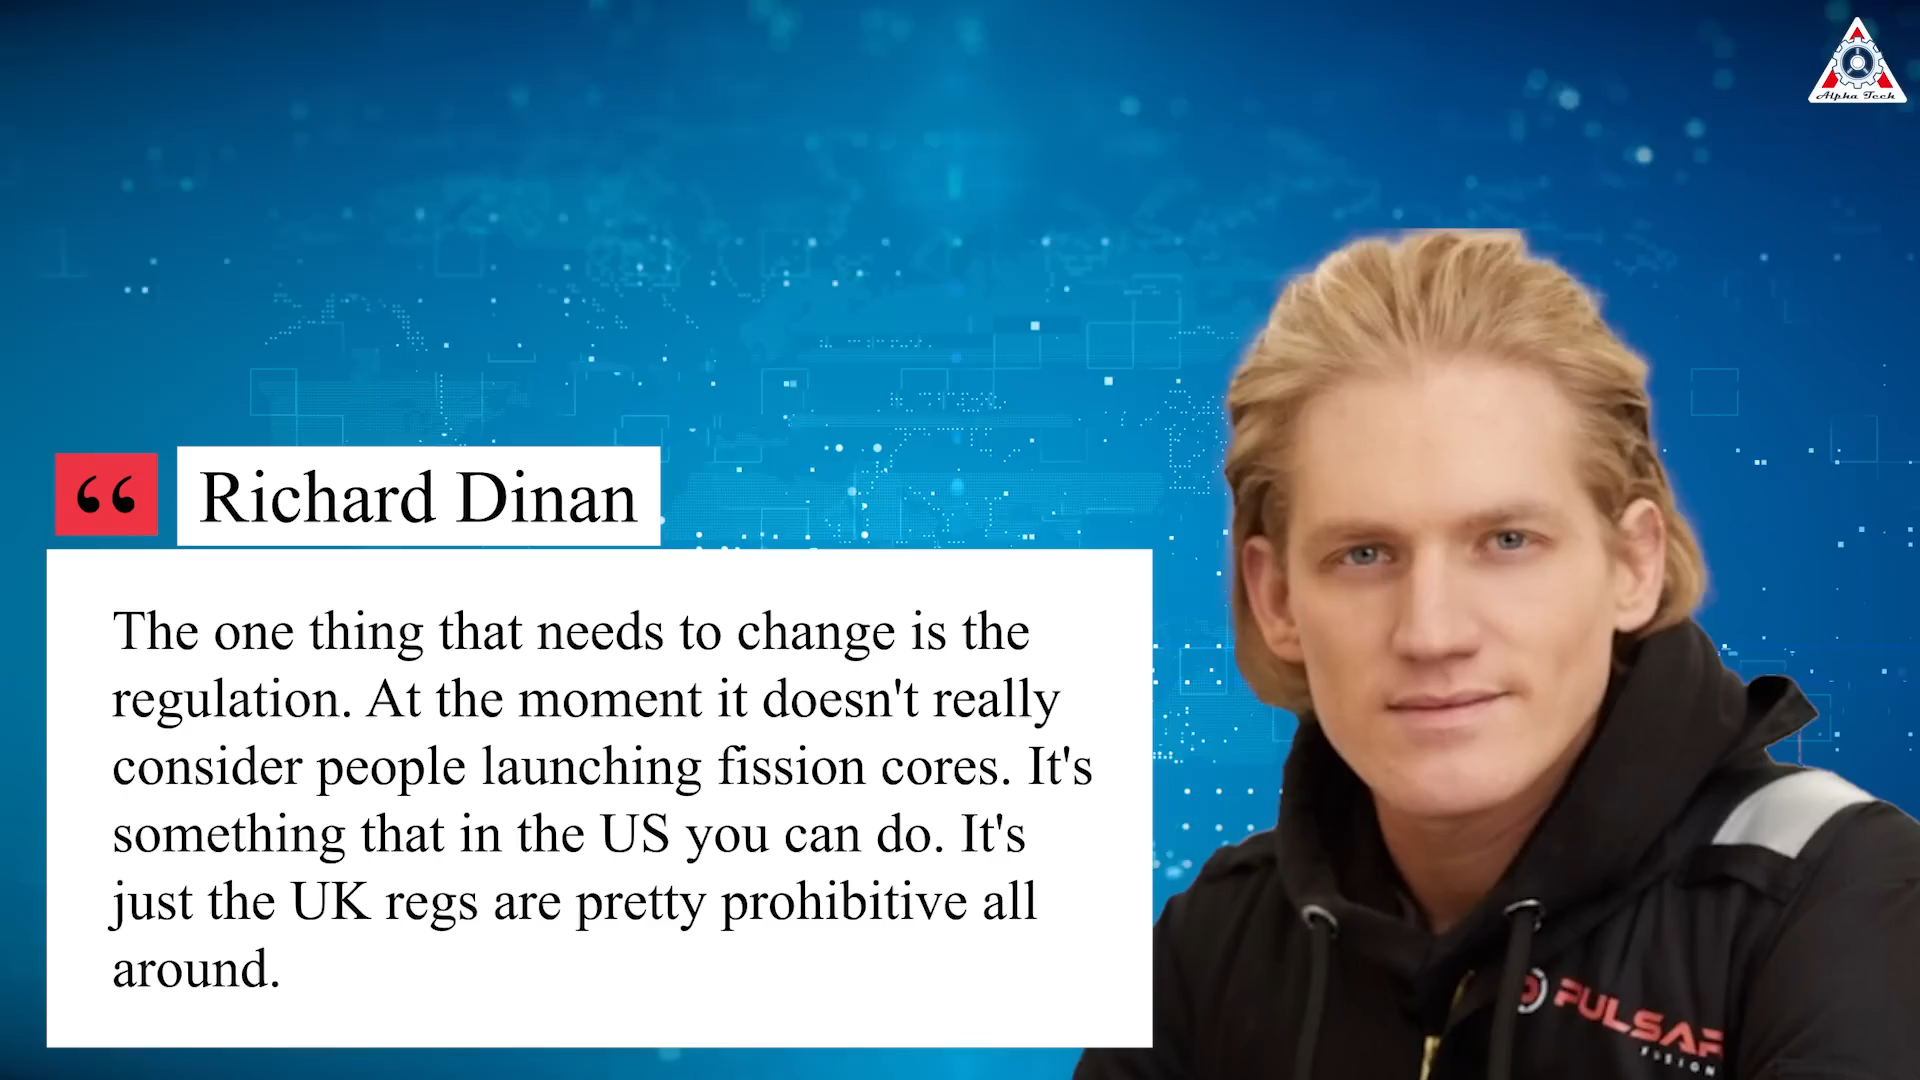 Alpha Tech
“ Richard Dinan
The one thing that needs to change is the
regulation. At the moment it doesn't really
consider people launching fission cores. It's
something that in the US you can do. It's
just the UK regs are pretty prohibitive all
around.
PULSAR
FUSION